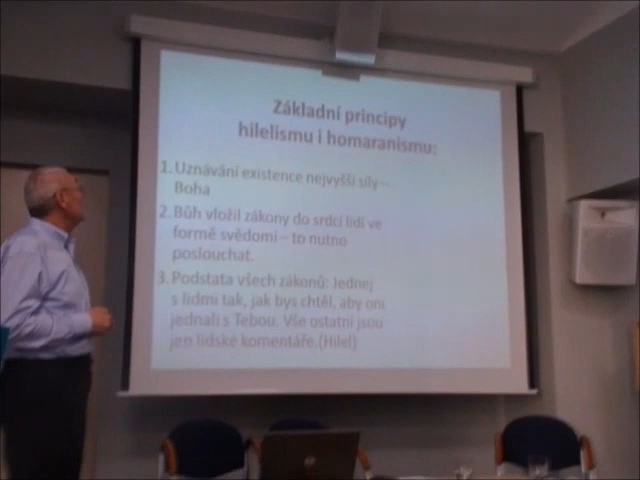 Základní principy
hilelismu i homaranismu:
1. Uznávání existence nejvyšší síly –
Boha
2. Bůh vložil zákony do srdcí lidí ve
formě svědomí – to nutno
poslouchat.
3. Podstata všech zákonů: Jednej
s lidmi tak, jak bys chtěl, aby oni
jednali s Tebou. Vše ostatní jsou
jen lidské komentáře.(Hilel)